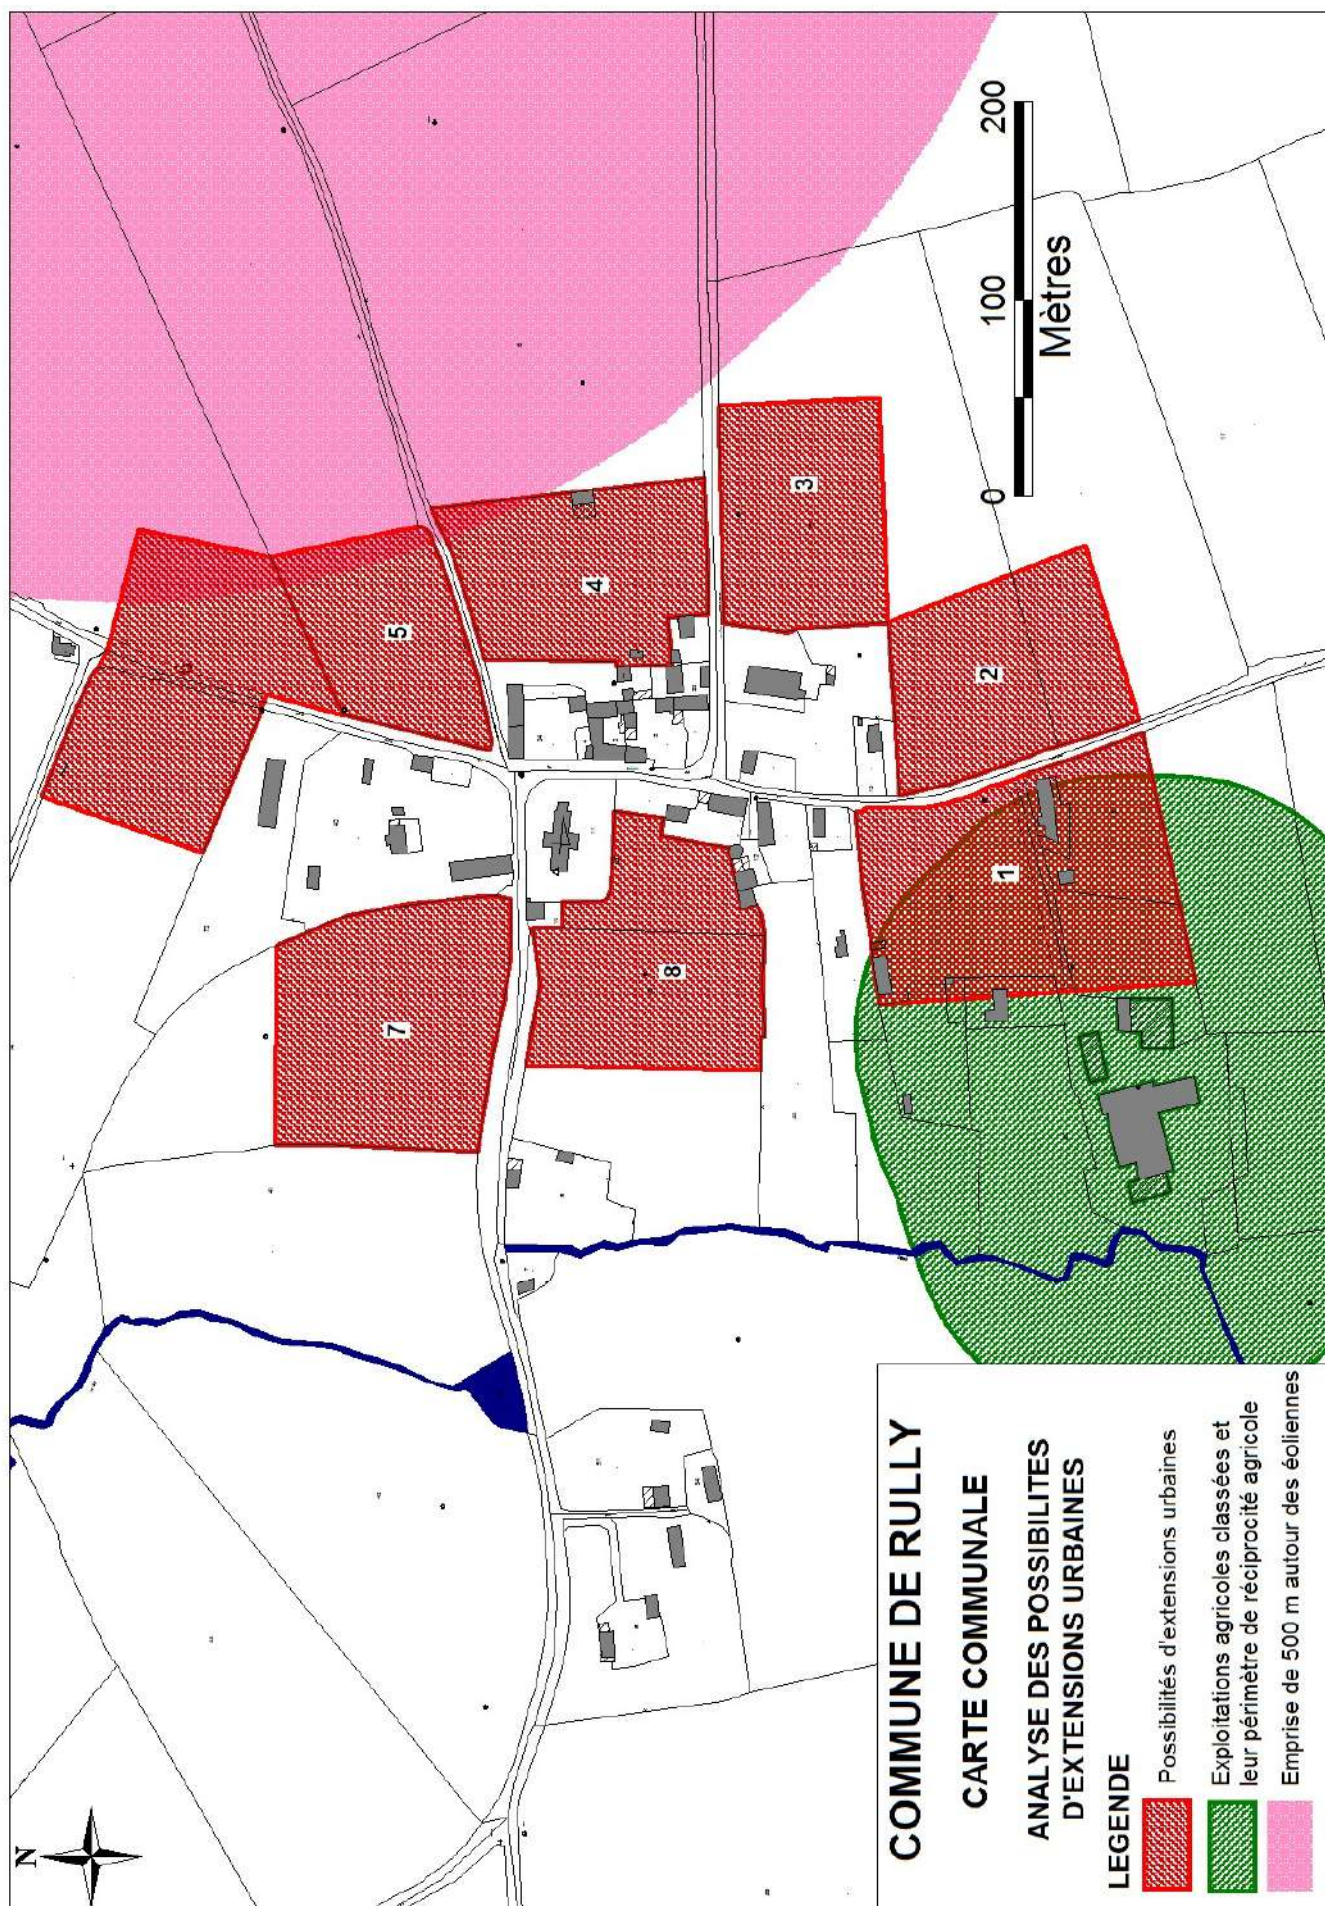 N
6
5
4
3
2
1
7
8
0
100
200
Mètres
COMMUNE DE RULLY
CARTE COMMUNALE
ANALYSE DES POSSIBILITES
D'EXTENSIONS URBAINES
LEGENDE
Possibilités d'extensions urbaines
Exploitations agricoles classées et
leur périmètre de réciprocité agricole
Emprise de 500 m autour des éoliennes